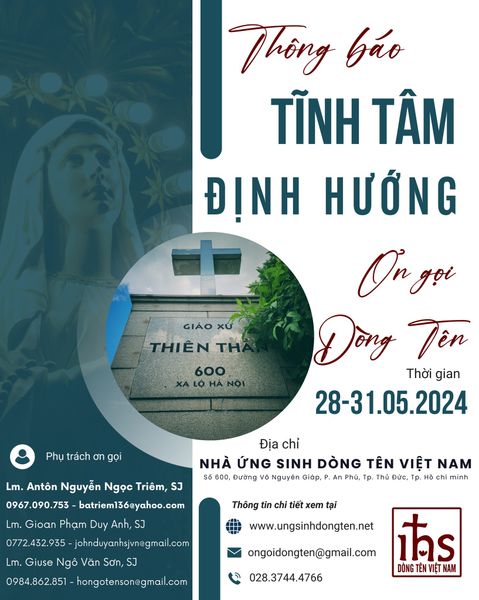 Thông báo
TĨNH TÂM
ĐỊNH HƯỚNG
Ơn gọi
Dòng Tên
Thời gian
28-31.05.2024
GIÁO XỨ
THIÊN THẦN
600
XA LỘ HÀ NỘI
Địa chỉ
NHÀ ỨNG SINH DÒNG TÊN VIỆT NAM
Số 600, Đường Võ Nguyên Giáp, P. An Phú, Tp. Thủ Đức, Tp. Hồ chí minh
Phụ trách ơn gọi
Lm. Antôn Nguyễn Ngọc Triêm, SJ
0967.090.753 - batriem136@yahoo.com
Lm. Gioan Phạm Duy Anh, SJ
0772.432.935 - johnduyanhsjvn@gmail.com
Lm. Giuse Ngô Văn Sơn, SJ
0984.862.851 - hongotenson@gmail.com
Thông tin chi tiết xem tại
www.ungsinhdongten.net
ongoidongten@gmail.com
028.3744.4766
ihs
DÒNG TÊN VIỆT NAM